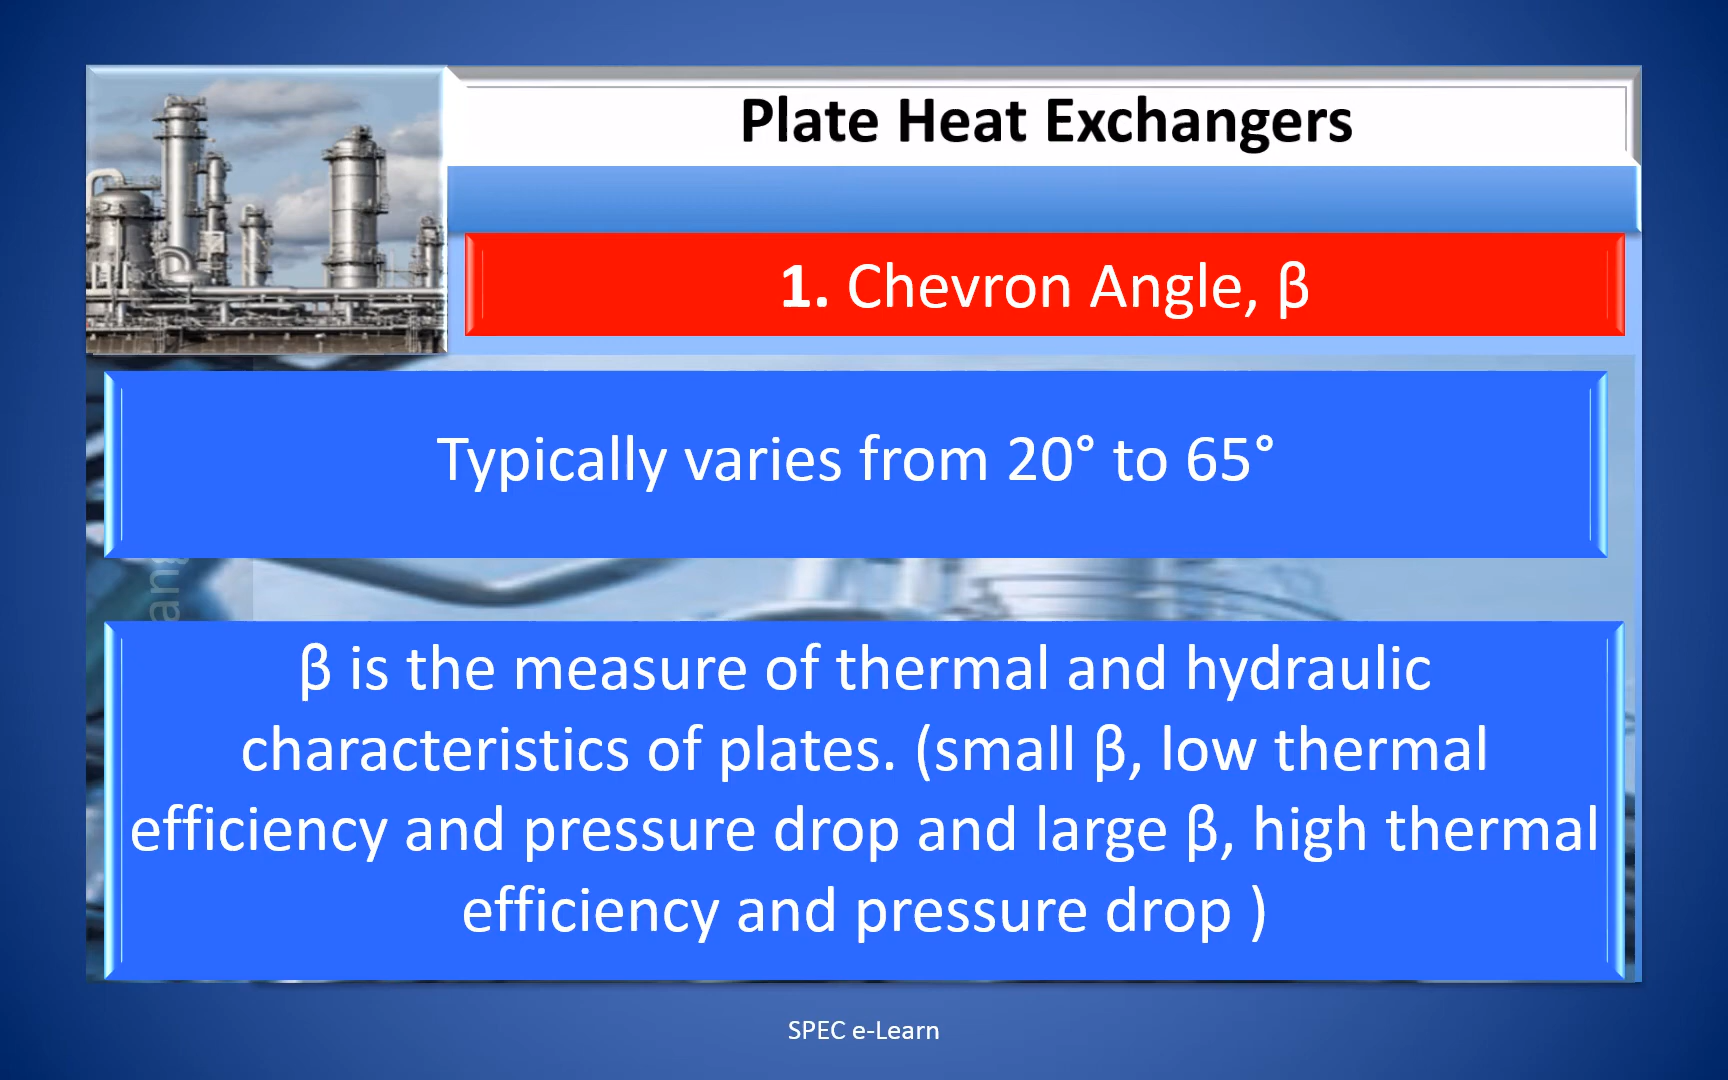 Plate Heat Exchangers
1. Chevron Angle, β
Typically varies from 20° to 65°
ang
β is the measure of thermal and hydraulic
characteristics of plates. (small β, low thermal
efficiency and pressure drop and large β, high thermal
efficiency and pressure drop )
SPEC e-Learn